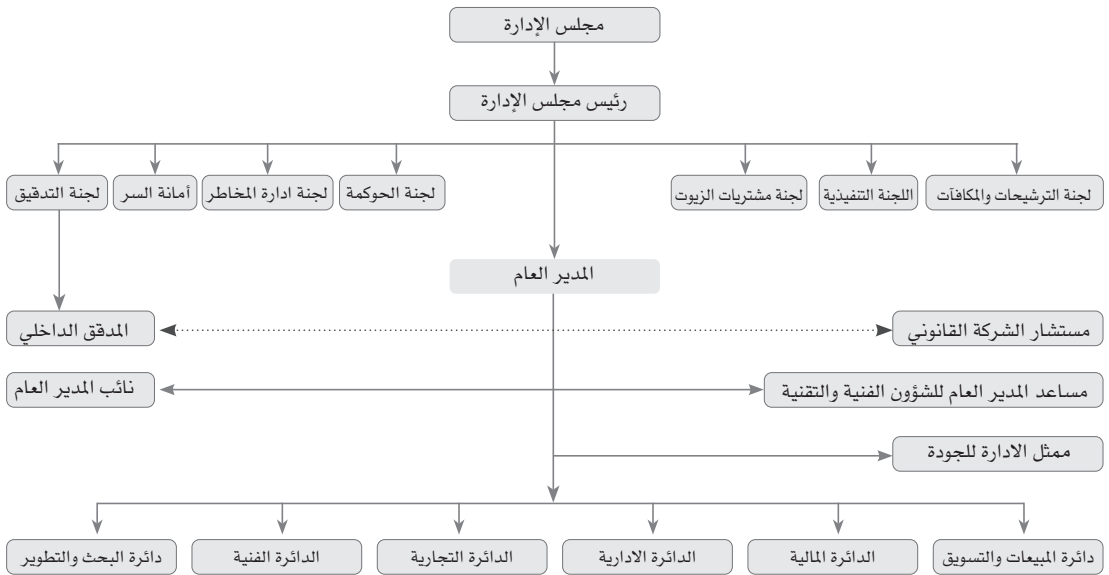 مجلس الإدارة
رئيس مجلس الإدارة
لجنة الترشيحات والمكافآت
اللجنة التنفيذية
لجنة مشتريات الزيوت
لجنة الحوكمة
لجنة ادارة المخاطر
أمانة السر
لجنة التدقيق
المدير العام
مستشار الشركة القانوني
المدقق الداخلي
مساعد المدير العام للشؤون الفنية والتقنية
نائب المدير العام
ممثل الادارة للجودة
دائرة المبيعات والتسويق
الدائرة المالية
الدائرة الادارية
الدائرة التجارية
الدائرة الفنية
دائرة البحث والتطوير